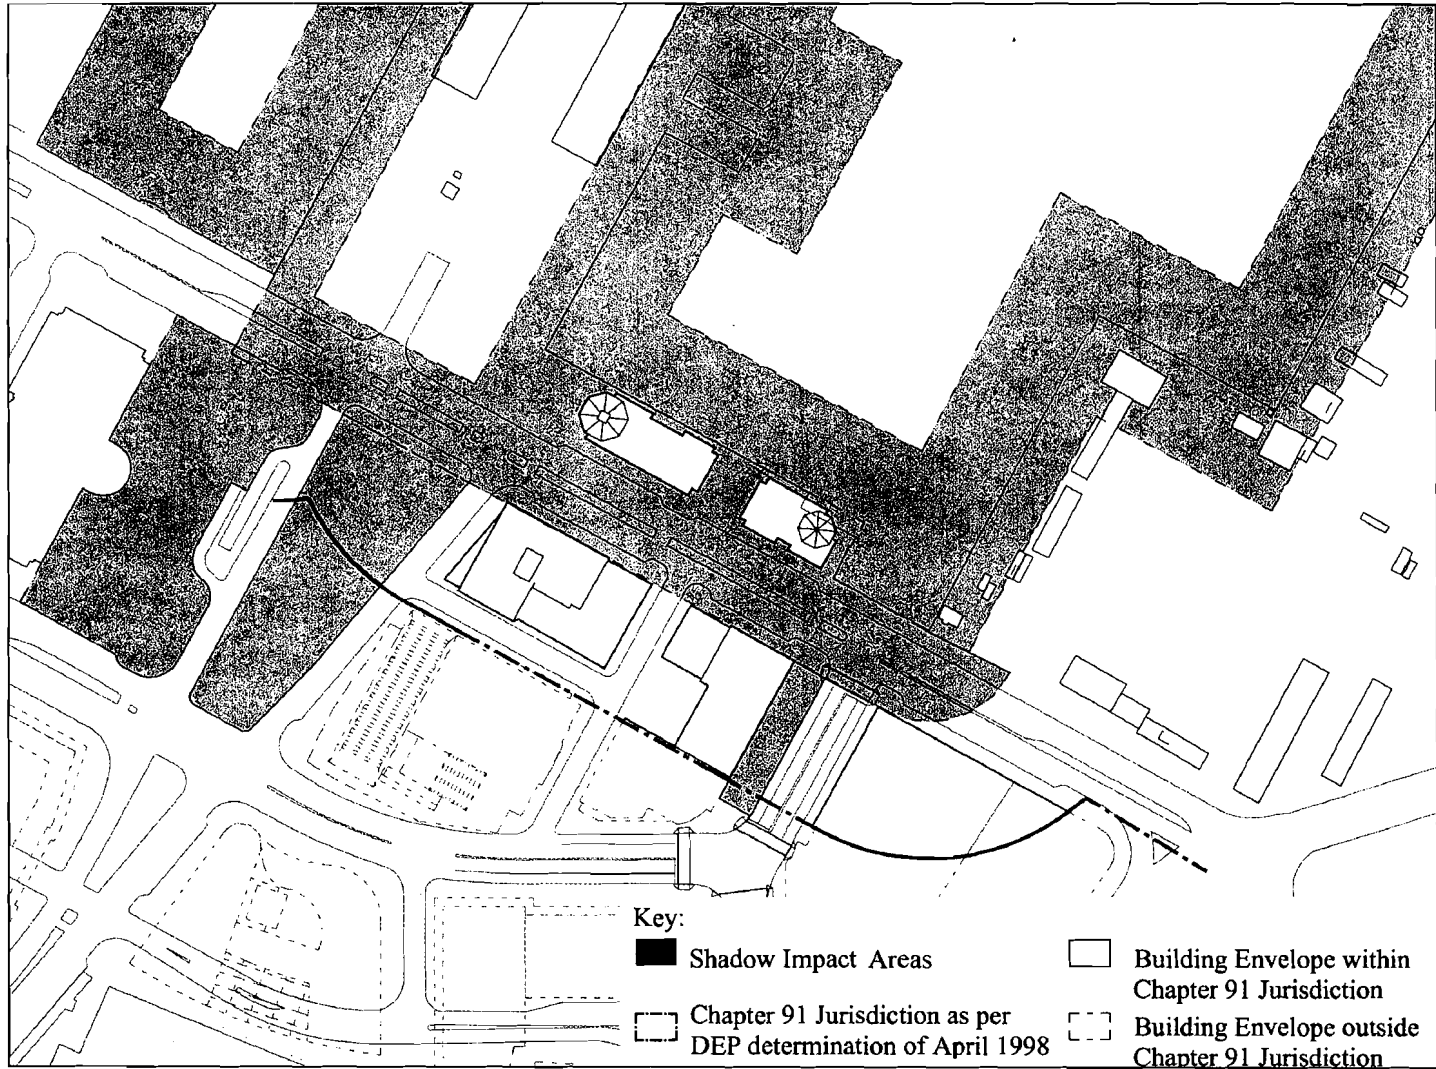 Key:
Shadow Impact Areas
Chapter 91 Jurisdiction as per
DEP determination of April 1998
Building Envelope within
Chapter 91 Jurisdiction
Building Envelope outside
Chapter 91 Jurisdiction